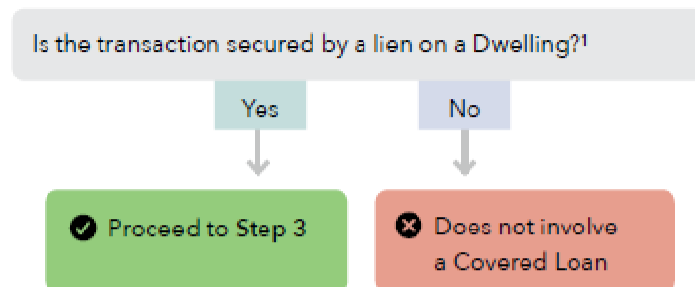 Is the transaction secured by a lien on a Dwelling?¹
Yes
No
Proceed to Step 3
Does not involve
a Covered Loan